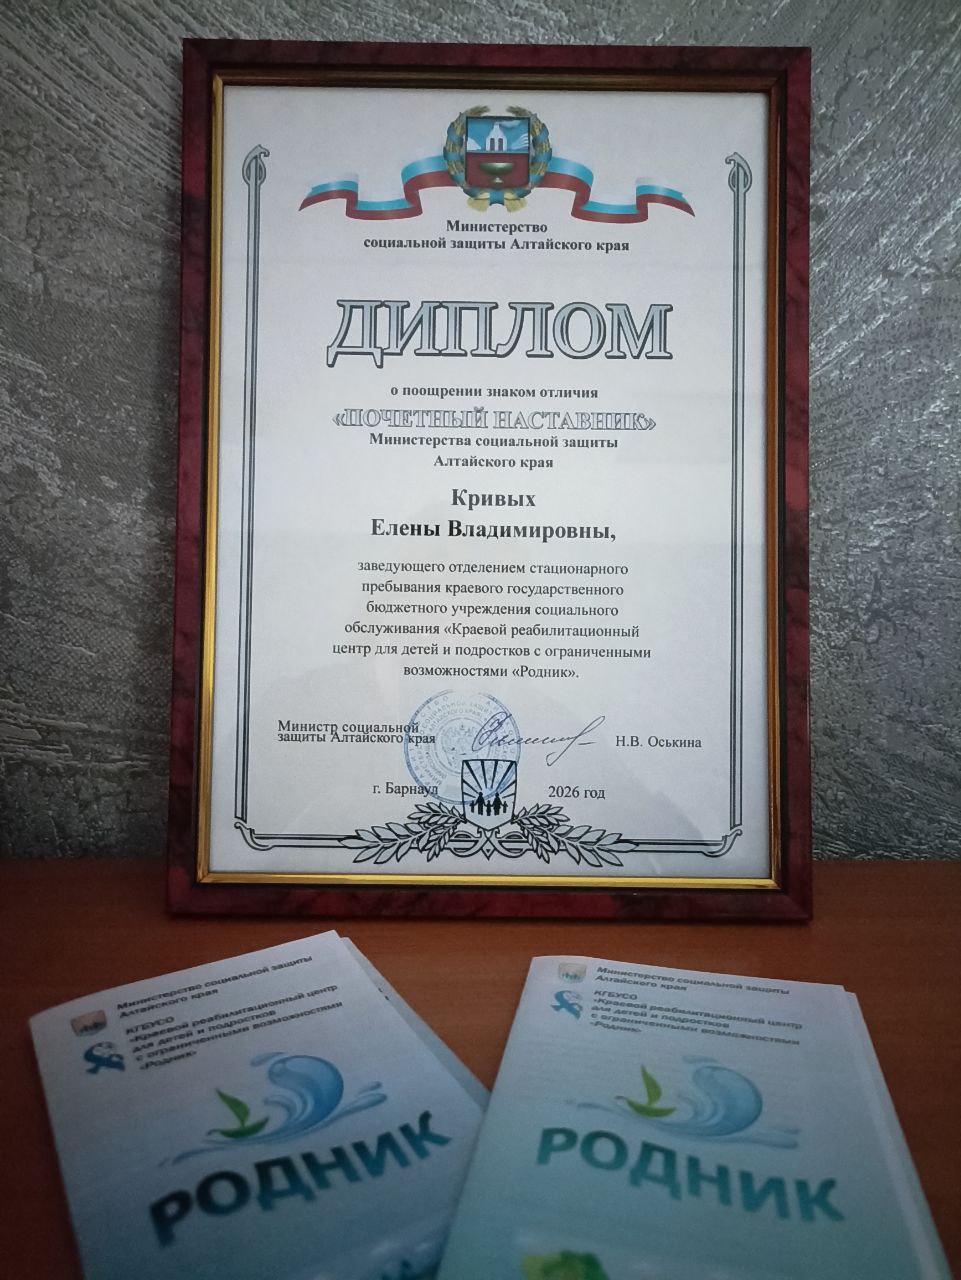 Министерство
социальной защиты Алтайского края
ДИПЛОМ
о поощрении знаком отличия
«ПОЧЕТНЫЙ НАСТАВНИК»
Министерства социальной защиты
Алтайского края
Кривых
Елены Владимировны,
заведующего отделением стационарного
пребывания краевого государственного
бюджетного учреждения социального
обслуживания «Краевой реабилитационный
центр для детей и подростков с ограниченными
возможностями «Родник».
Министр социальной
защиты Алтайского края
Н.В. Оськина
г. Барнаул
2026 год
Министерство социальной защиты
Алтайского края
КГБУСО
«Краевой реабилитационный центр
для детей и подростков
с ограниченными возможностями
«Родник»
РОДНИК
Министерство социальной защиты
Алтайского края
КГБУСО
«Краевой реабилитационный центр
для детей и подростков
с ограниченными возможностями
«Родник»
РОДНИК